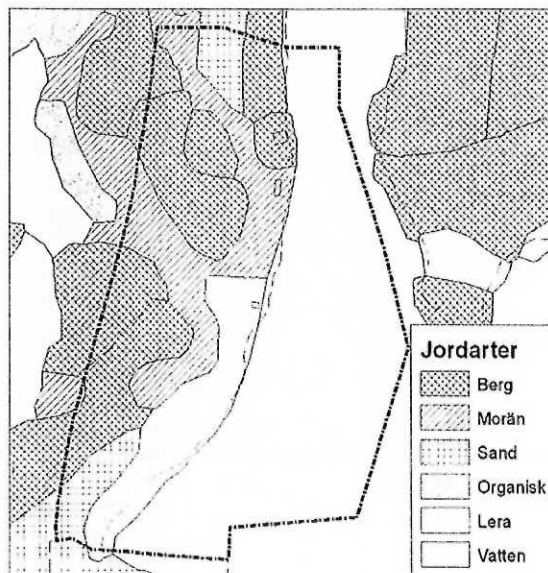 Jordarter
Berg
Morän
Sand
Organisk
Lera
Vatten